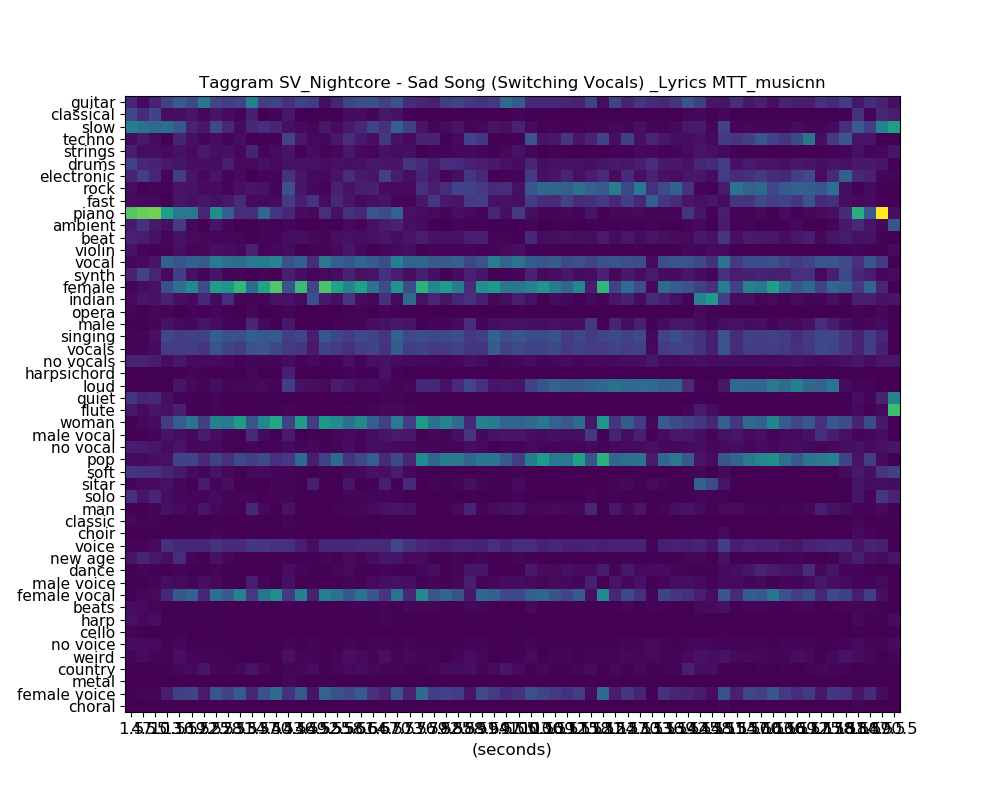 Taggram SV_Nightcore - Sad Song (Switching Vocals) _Lyrics MTT_musicnn
guitar
classical
slow
techno
strings
drums
electronic
rock
fast
piano
ambient
beat
violin
vocal
synth
female
indian
opera
male
singing
vocals
no vocals
harpsichord
loud
quiet
flute
woman
male vocal
no vocal
pop
soft
sitar
solo
man
classic
choir
voice
new age
dance
male voice
female vocal
beats
harp
cello
no voice
weird
country
metal
female voice
choral
(seconds)